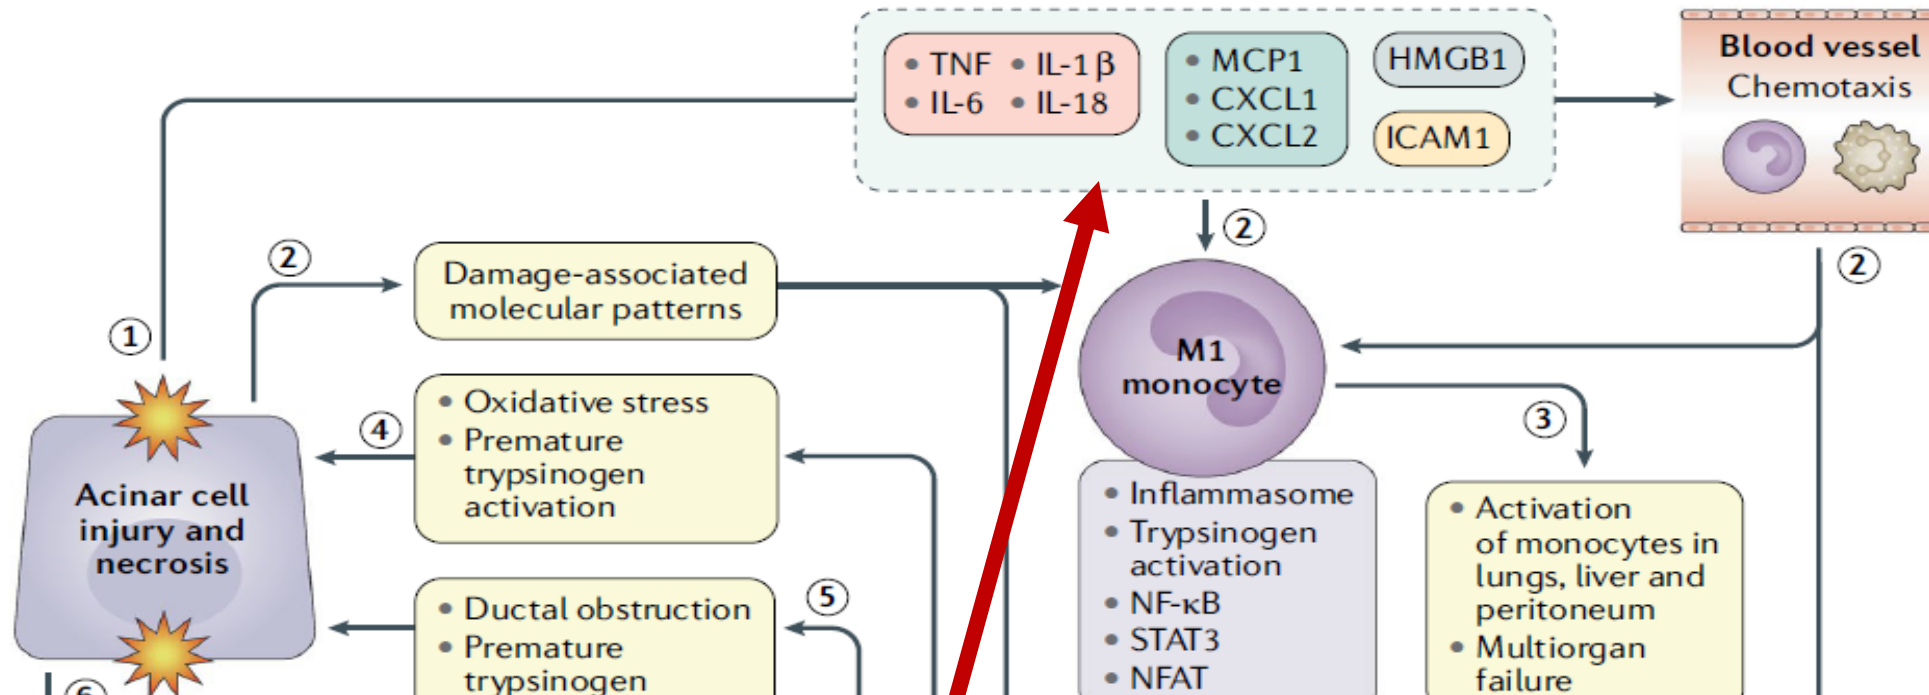 • TNF • IL-1β
• IL-6 • IL-18
• MCP1
• CXCL1
• CXCL2
HMGB1
ICAM1
Blood vessel
Chemotaxis
2
2
2
Damage-associated
molecular patterns
1
M1
monocyte
• Oxidative stress
• Premature
trypsinogen
activation
4
3
Acinar cell
injury and
necrosis
• Inflammasome
• Trypsinogen
activation
• NF-κB
• STAT3
• NFAT
• Activation
of monocytes in
lungs, liver and
peritoneum
• Multiorgan
failure
• Ductal obstruction
• Premature
trypsinogen
5
6